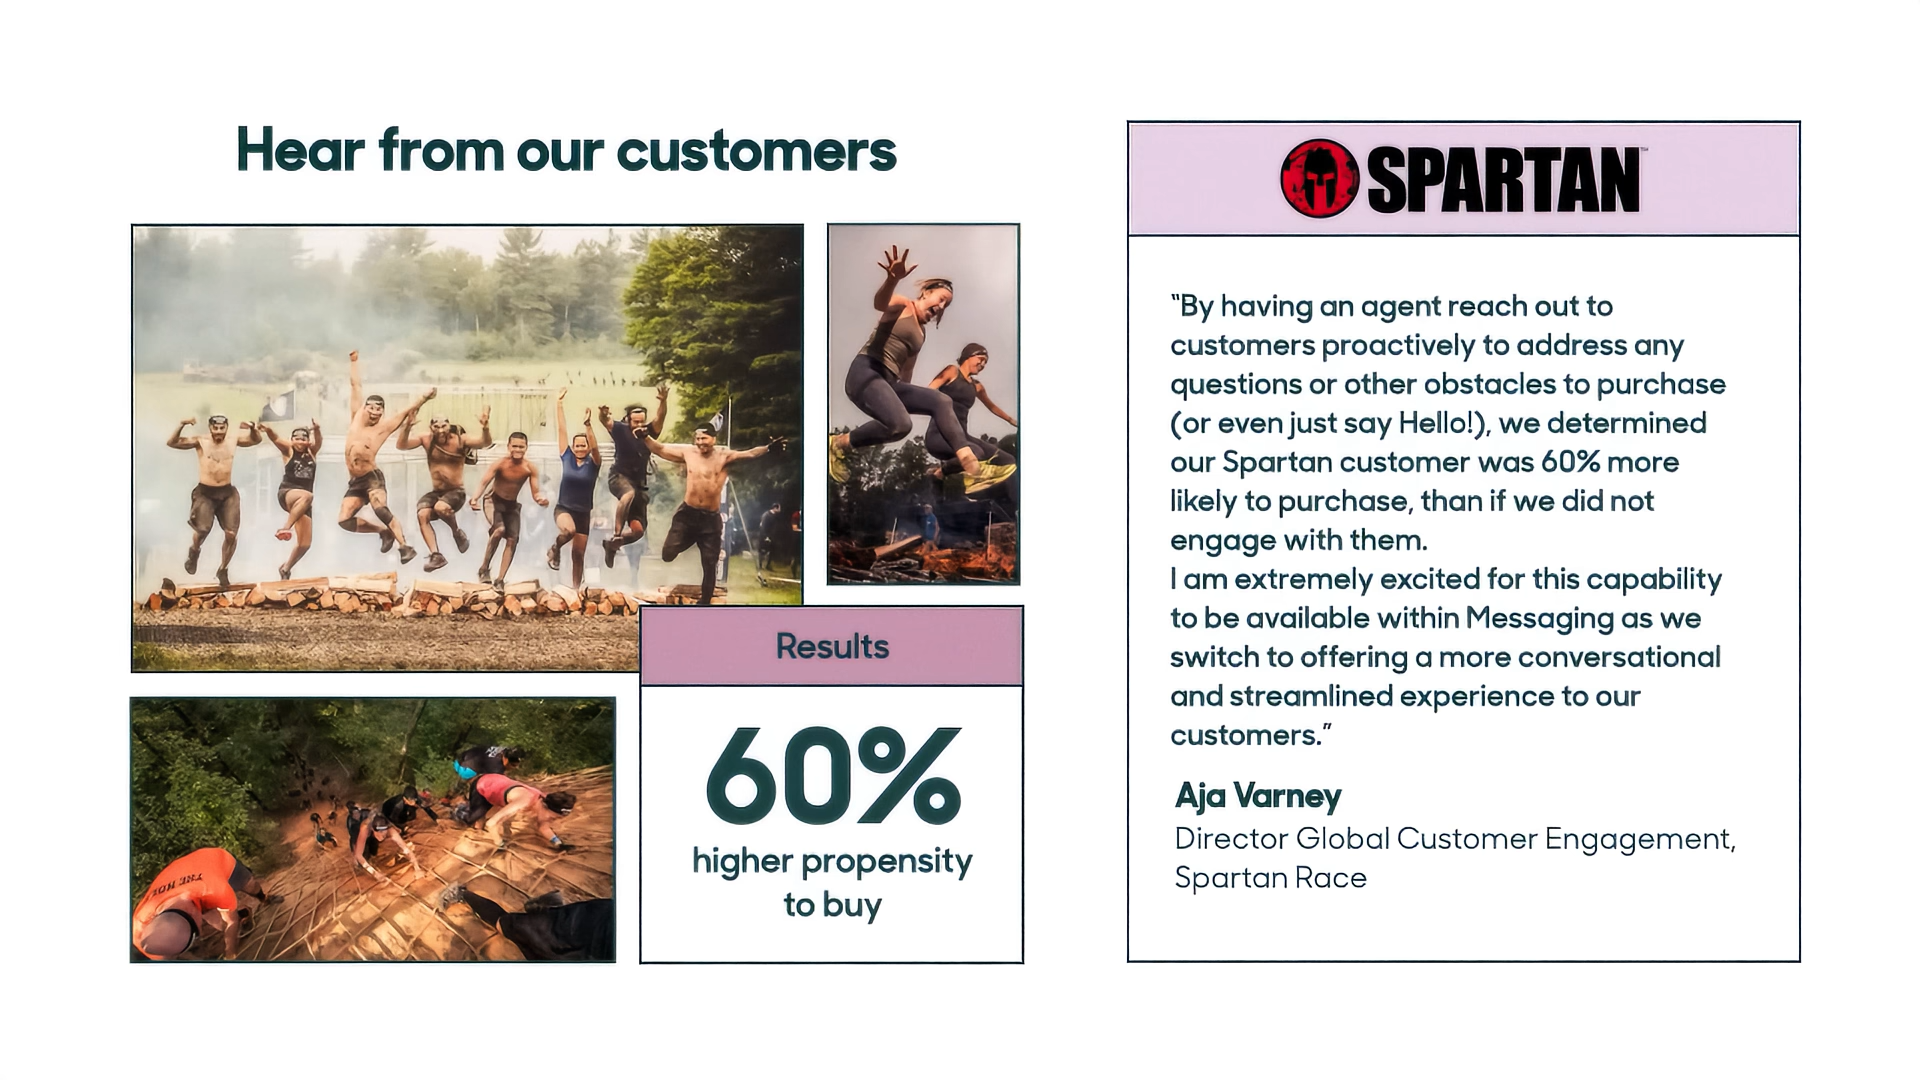 Hear from our customers
Results
60%
higher propensity
to buy
SPARTAN™
“By having an agent reach out to
customers proactively to address any
questions or other obstacles to purchase
(or even just say Hello!), we determined
our Spartan customer was 60% more
likely to purchase, than if we did not
engage with them.
I am extremely excited for this capability
to be available within Messaging as we
switch to offering a more conversational
and streamlined experience to our
customers.”
Aja Varney
Director Global Customer Engagement,
Spartan Race